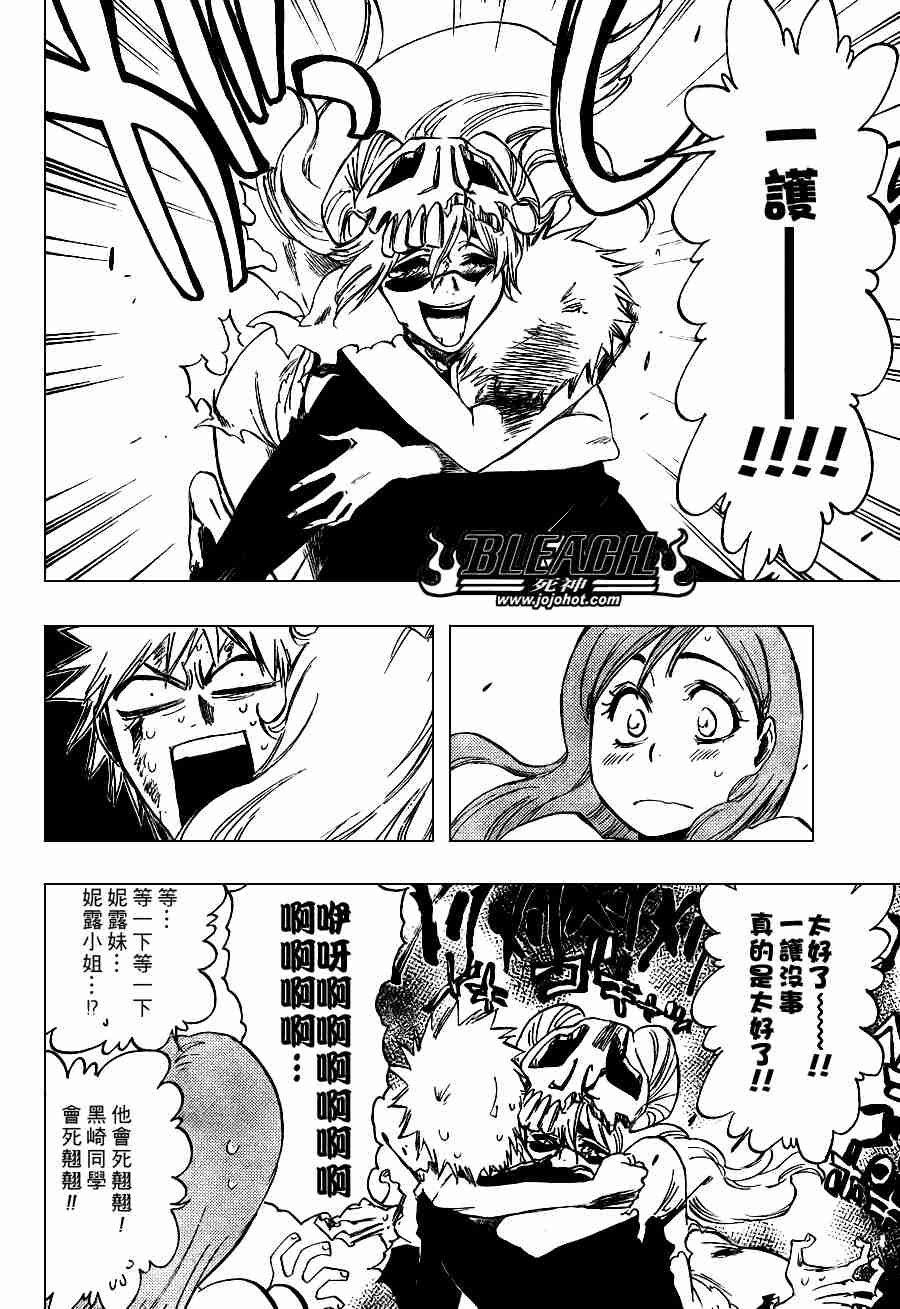 一護——!!!!
BLEACH
死神
www.jojohot.com
太好了~~~~!!
一護沒事
真的是太好了!!
咿呀啊啊啊啊啊啊
啊啊啊啊…
等…
等一下等一下
妮露妹…
妮露小姐…!?
他會死翹翹!
黑崎同學
會死翹翹!!